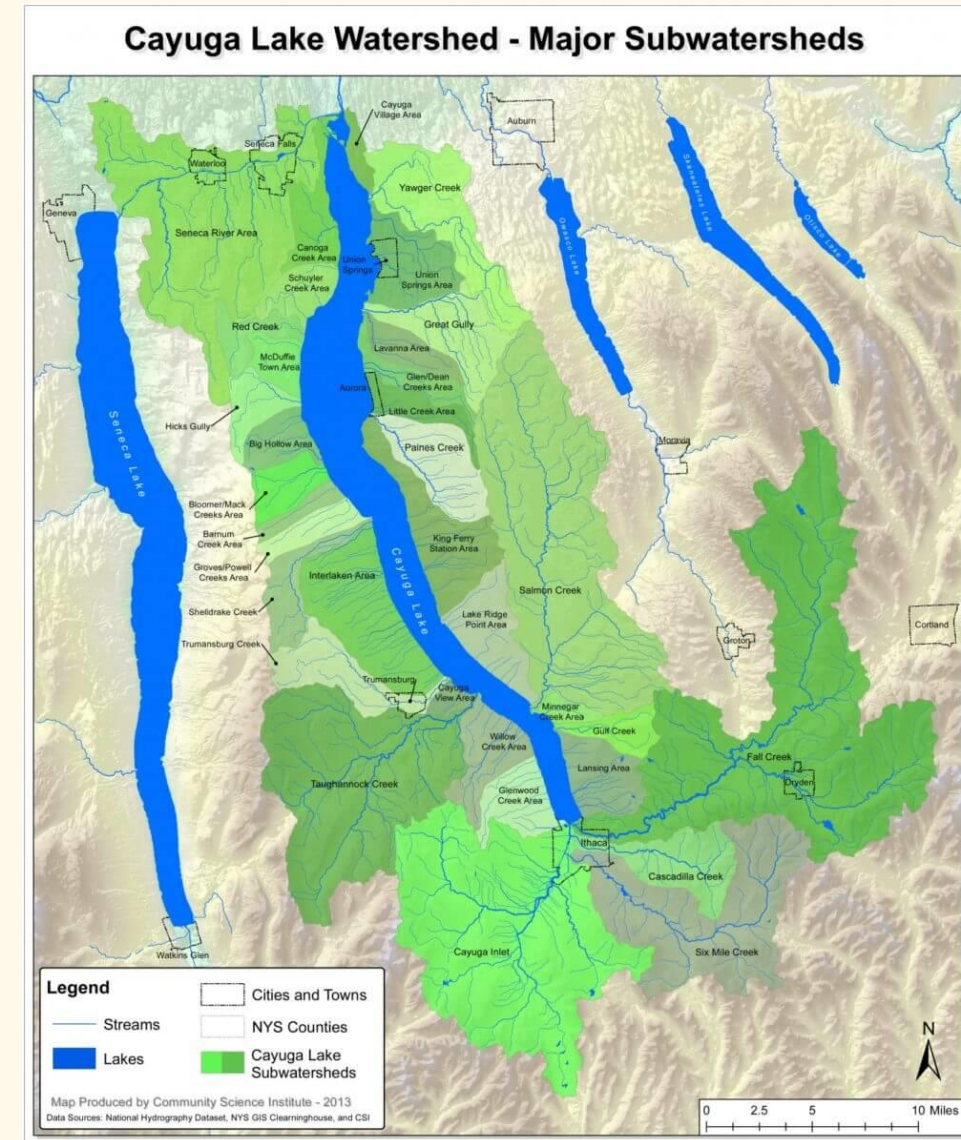 Cayuga Lake Watershed - Major Subwatersheds
Cayuga
Village Area
Auburn
Seneca Falls
Waterloo
Yawger Creek
Skaneateles Lake
Geneva
Owasco Lake
Otisco Lake
Seneca River Area
Canoga
Creek Area
Union
Springs
Union
Springs Area
Schuyler
Creek Area
Red Creek
Great Gully
Lavanna Area
McDuffie
Town Area
Glen/Dean
Creeks Area
Aurora
Little Creek Area
Hicks Gully
Big Hollow Area
Paines Creek
Moravia
Seneca Lake
Bloomer/Mack
Creeks Area
Barnum
Creek Area
King Ferry
Station Area
Groves/Powell
Creeks Area
Interlaken Area
Cayuga Lake
Salmon Creek
Sheldrake Creek
Lake Ridge
Point Area
Cortland
Groton
Trumansburg Creek
Trumansburg
Cayuga
View Area
Minnegar
Creek Area
Gulf Creek
Willow
Creek Area
Fall Creek
Lansing Area
Taughannock Creek
Dryden
Glenwood
Creek Area
Ithaca
Cascadilla Creek
Cayuga Inlet
Six Mile Creek
Watkins Glen
Legend
Streams
Lakes
Cities and Towns
NYS Counties
Cayuga Lake
Subwatersheds
Map Produced by Community Science Institute - 2013
Data Sources: National Hydrography Dataset, NYS GIS Clearninghouse, and CSI
N
0 2.5 5 10 Miles